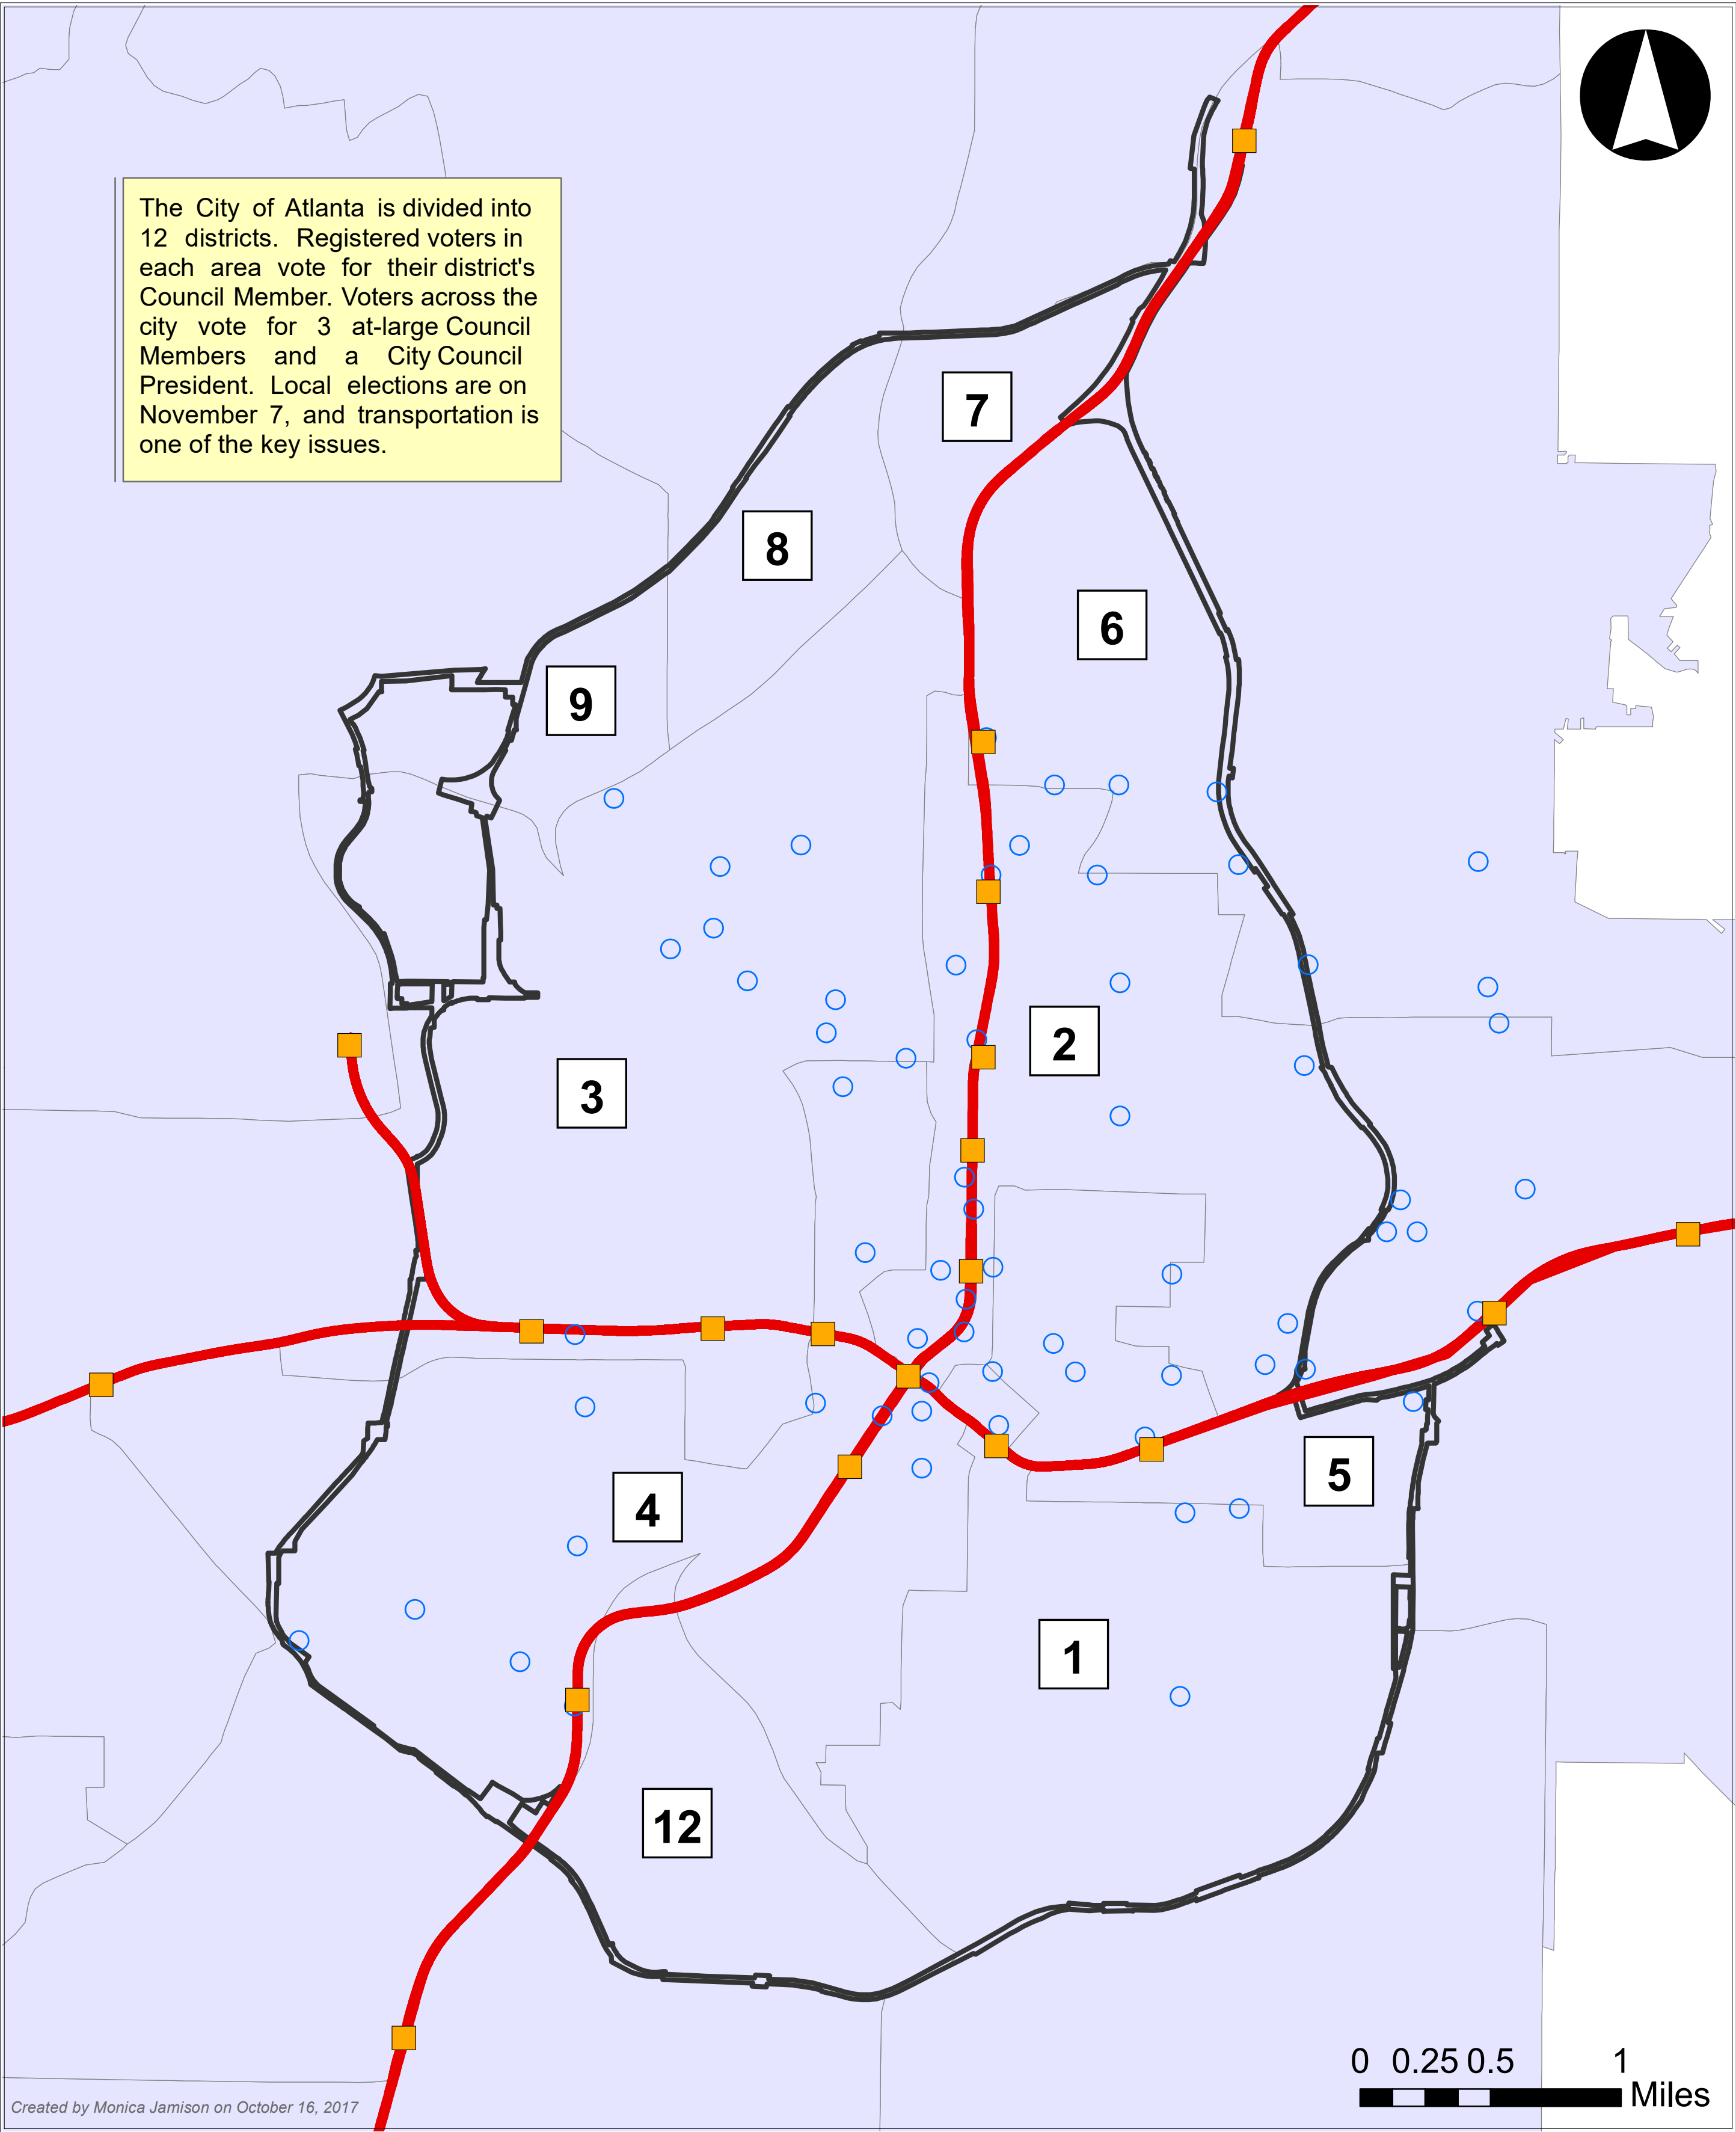 The City of Atlanta is divided into
12 districts. Registered voters in
each area vote for their district's
Council Member. Voters across the
city vote for 3 at-large Council
Members and a City Council
President. Local elections are on
November 7, and transportation is
one of the key issues.
7
8
6
9
2
3
5
4
1
12
0 0.25 0.5 1
Miles
Created by Monica Jamison on October 16, 2017